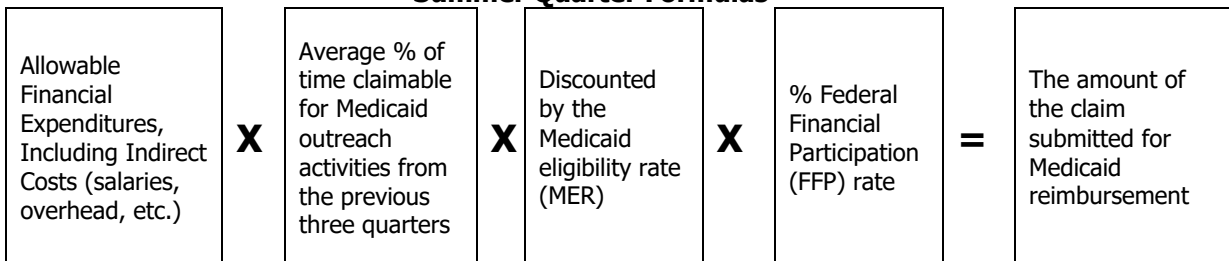 Summer Quarter Formulas
Allowable
Financial
Expenditures,
Including Indirect
Costs (salaries,
overhead, etc.)
X
Average % of
time claimable
for Medicaid
outreach
activities from
the previous
three quarters
X
Discounted
by the
Medicaid
eligibility rate
(MER)
X
% Federal
Financial
Participation
(FFP) rate
=
The amount of
the claim
submitted for
Medicaid
reimbursement